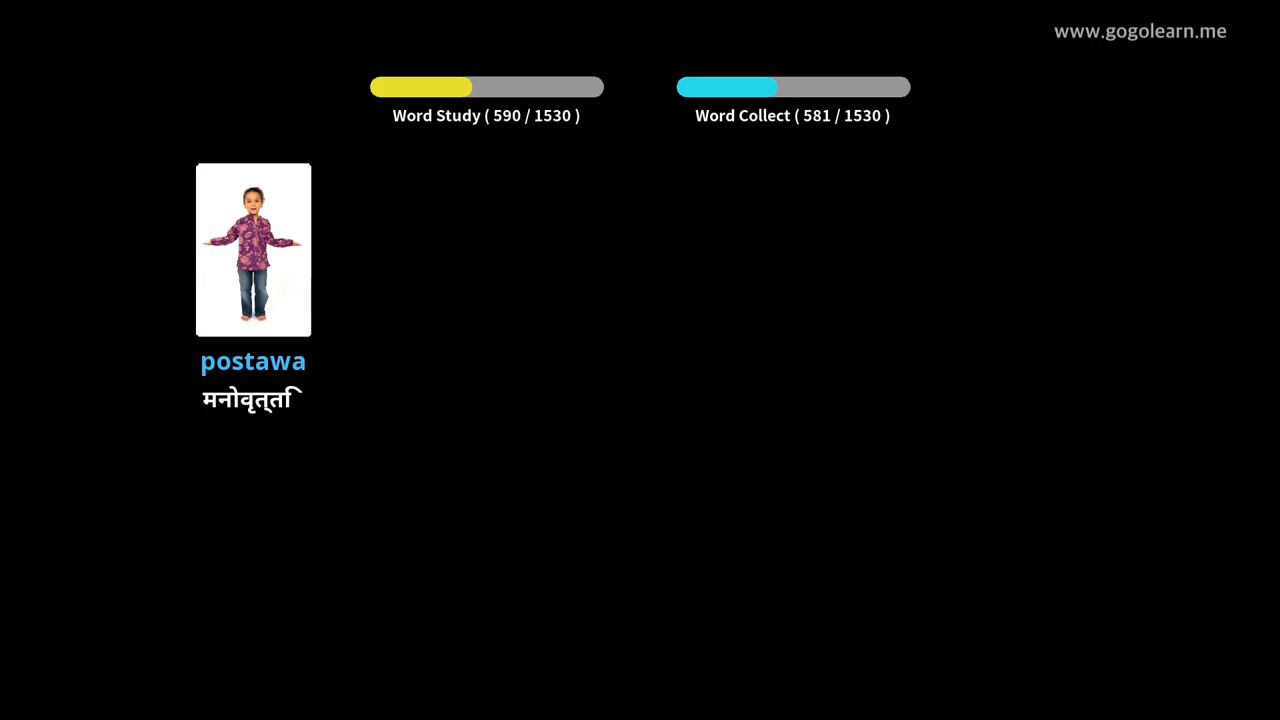 www.gogolearn.me
Word Study ( 590 / 1530 )
Word Collect ( 581 / 1530 )
postawa
मनोवृत्ति